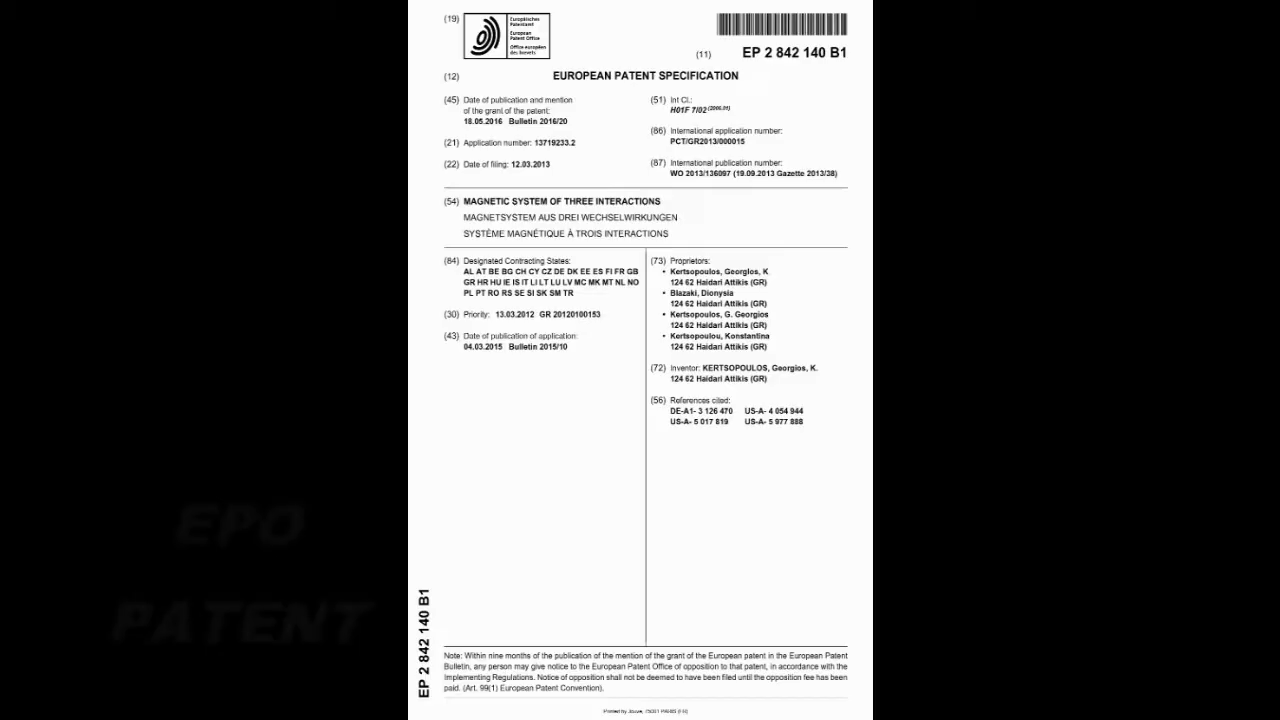 (19)
Europäisches
Patentamt
European
Patent Office
Office européen
des brevets
(11) EP 2 842 140 B1
(12) EUROPEAN PATENT SPECIFICATION
(45) Date of publication and mention
of the grant of the patent:
18.05.2016 Bulletin 2016/20
(21) Application number: 13719233.2
(22) Date of filing: 12.03.2013
(51) Int Cl.:
H01F 7/02 (2006.01)
(86) International application number:
PCT/GR2013/000015
(87) International publication number:
WO 2013/136097 (19.09.2013 Gazette 2013/38)
(54) MAGNETIC SYSTEM OF THREE INTERACTIONS
MAGNETSYSTEM AUS DREI WECHSELWIRKUNGEN
SYSTÈME MAGNÉTIQUE À TROIS INTERACTIONS
(84) Designated Contracting States:
AL AT BE BG CH CY CZ DE DK EE ES FI FR GB
GR HR HU IE IS IT LI LT LU LV MC MK MT NL NO
PL PT RO RS SE SI SK SM TR
(30) Priority: 13.03.2012 GR 20120100153
(43) Date of publication of application:
04.03.2015 Bulletin 2015/10
(73) Proprietors:
• Kertsopoulos, Georgios, K
124 62 Haidari Attikis (GR)
• Blazaki, Dionysia
124 62 Haidari Attikis (GR)
• Kertsopoulos, G. Georgios
124 62 Haidari Attikis (GR)
• Kertsopoulou, Konstantina
124 62 Haidari Attikis (GR)
(72) Inventor: KERTSOPOULOS, Georgios, K.
124 62 Haidari Attikis (GR)
(56) References cited:
DE-A1- 3 126 470 US-A- 4 054 944
US-A- 5 017 819 US-A- 5 977 888
EPO
PATENT
EP 2 842 140 B1
Note: Within nine months of the publication of the mention of the grant of the European patent in the European Patent
Bulletin, any person may give notice to the European Patent Office of opposition to that patent, in accordance with the
Implementing Regulations. Notice of opposition shall not be deemed to have been filed until the opposition fee has been
paid. (Art. 99(1) European Patent Convention).
Printed by Jouve, 75001 PARIS (FR)